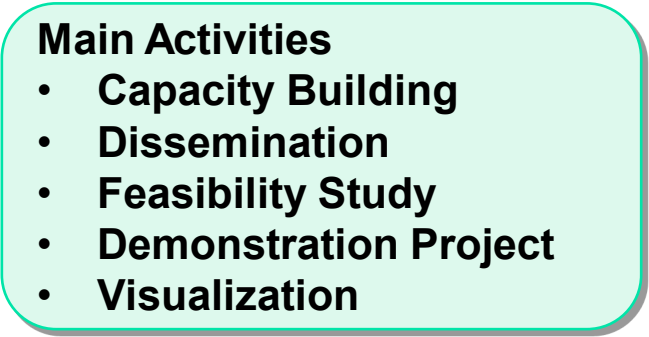 Main Activities
• Capacity Building
• Dissemination
• Feasibility Study
• Demonstration Project
• Visualization